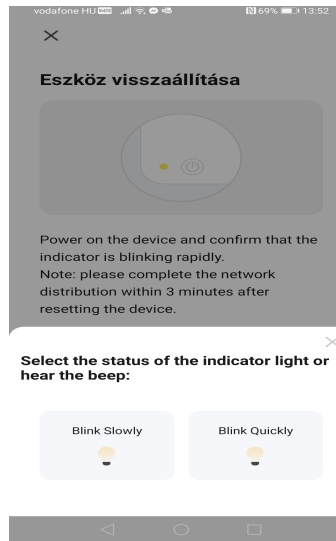 vodafone HU 69% 13:52
Eszköz visszaállítása
Power on the device and confirm that the
indicator is blinking rapidly.
Note: please complete the network
distribution within 3 minutes after
resetting the device.
Select the status of the indicator light or
hear the beep:
Blink Slowly
Blink Quickly